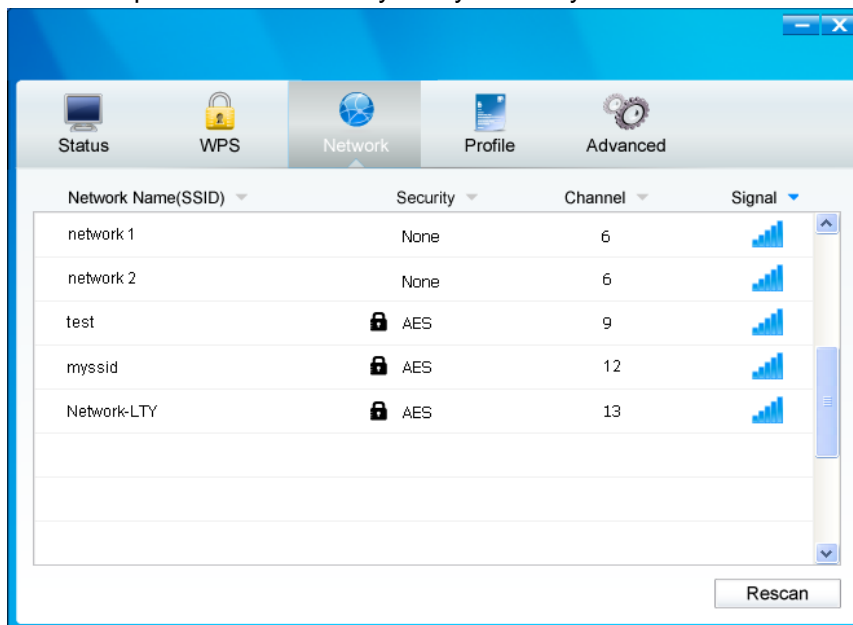 Status WPS Network Profile Advanced
Network Name(SSID) Security Channel Signal
network 1 None 6
network 2 None 6
test AES 9
myssid AES 12
Network-LTY AES 13
Rescan